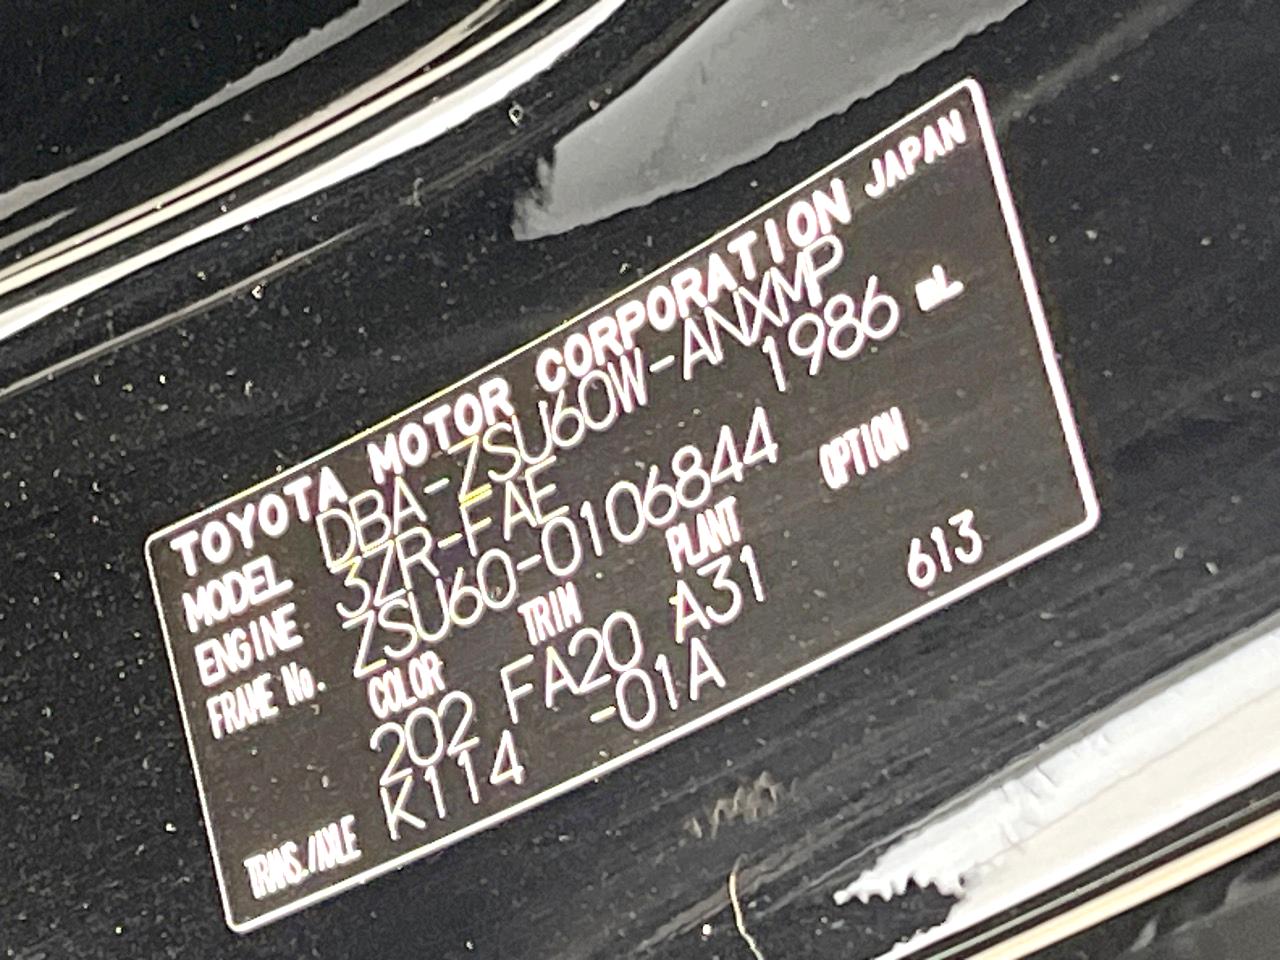 TOYOTA MOTOR CORPORATION JAPAN
MODEL DBA-ZSU60W-ANXMP
ENGINE 3ZR-FAE 1986 mL
FRAME No. ZSU60-0106844
COLOR TRIM PLANT OPTION
202 FA20 A31 613
TRANS./AXLE K114 -01A